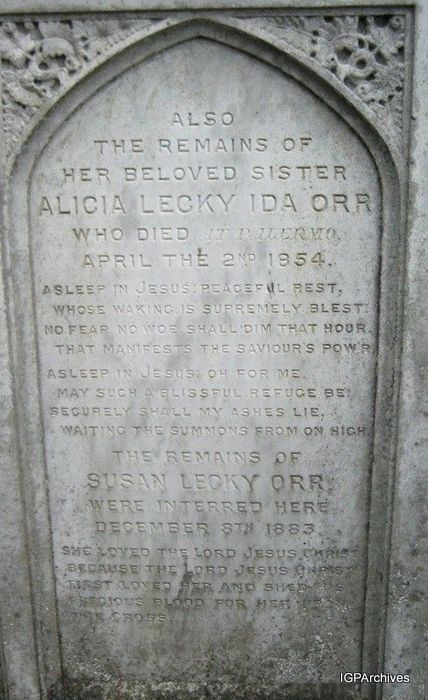 ALSO
THE REMAINS OF
HER BELOVED SISTER
ALICIA LECKY IDA ORR
WHO DIED AT PALERMO,
APRIL THE 2ND 1854.
ASLEEP IN JESUS! PEACEFUL REST,
WHOSE WAKING IS SUPREMELY BLEST!
NO FEAR, NO WOE, SHALL DIM THAT HOUR,
THAT MANIFESTS THE SAVIOUR'S POW'R
ASLEEP IN JESUS! OH FOR ME,
MAY SUCH A BLISSFUL REFUGE BE!
SECURELY SHALL MY ASHES LIE,
WAITING THE SUMMONS FROM ON HIGH.
THE REMAINS OF
SUSAN LECKY ORR,
WERE INTERRED HERE
DECEMBER 8TH 1883
SHE LOVED THE LORD JESUS CHRIST
BECAUSE THE LORD JESUS CHRIST
FIRST LOVED HER AND SHED HIS
PRECIOUS BLOOD FOR HER
THE CROSS.
IGPArchives